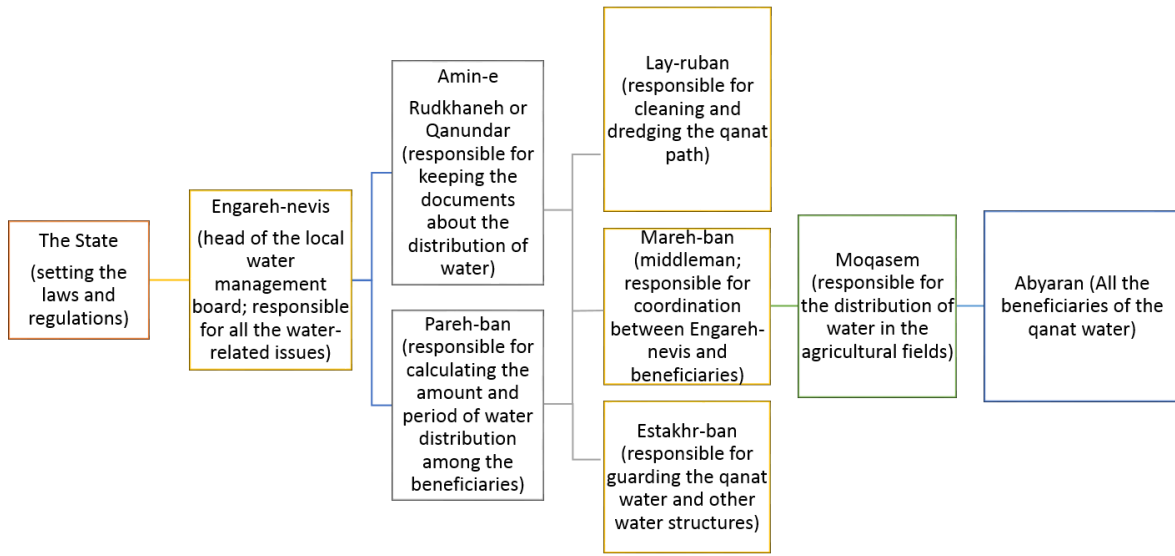 The State
(setting the
laws and
regulations)
Engareh-nevis
(head of the local
water
management
board; responsible
for all the water-
related issues)
Amin-e
Rudkhaneh or
Qanundar
(responsible for
keeping the
documents
about the
distribution of
water)
Pareh-ban
(responsible for
calculating the
amount and
period of water
distribution
among the
beneficiaries)
Lay-ruban
(responsible for
cleaning and
dredging the qanat
path)
Mareh-ban
(middleman;
responsible for
coordination
between Engareh-
nevis and
beneficiaries)
Estakhr-ban
(responsible for
guarding the qanat
water and other
water structures)
Moqasem
(responsible for
the distribution of
water in the
agricultural fields)
Abyaran (All the
beneficiaries of the
qanat water)